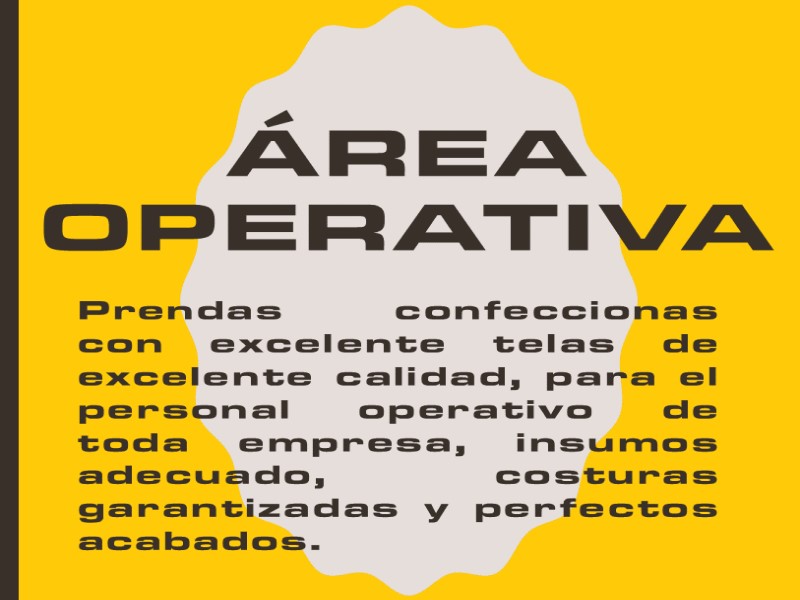 ÁREA
OPERATIVA
Prendas confeccionas
con excelente telas de
excelente calidad, para el
personal operativo de
toda empresa, insumos
adecuado, costuras
garantizadas y perfectos
acabados.